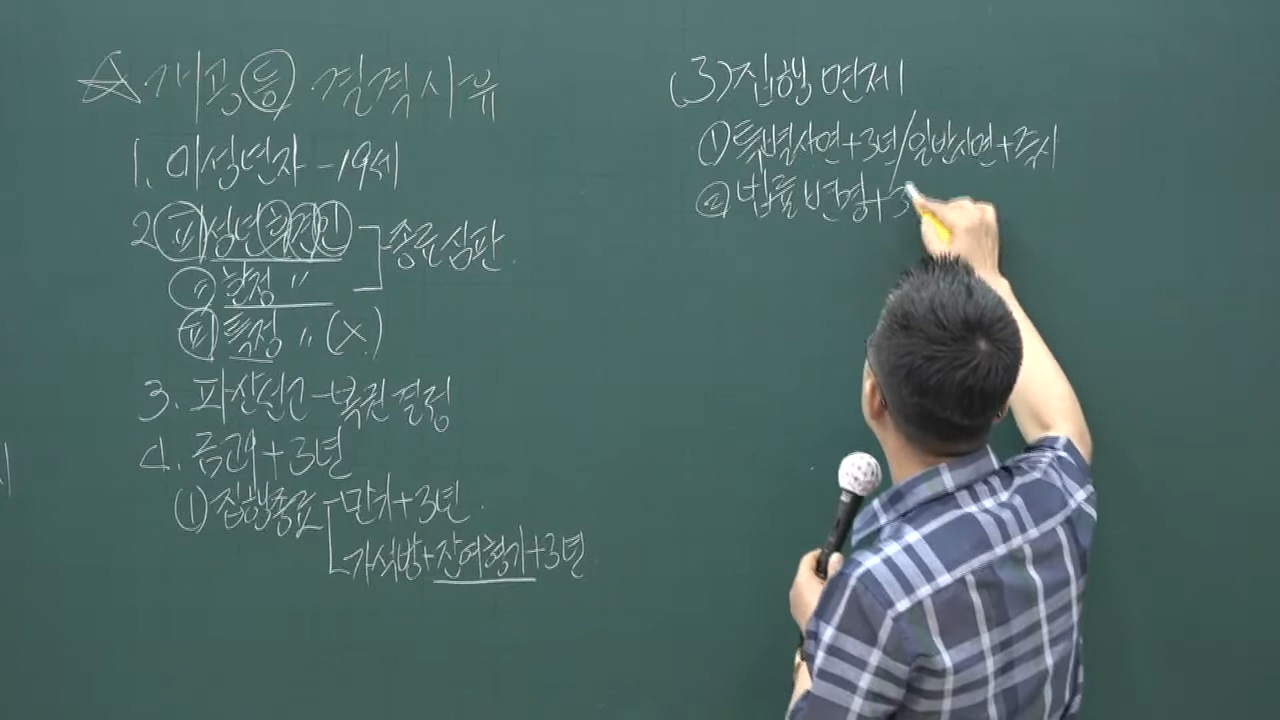 ☆ 개공등 결격사유
1. 미성년자 - 19세
2 피성년후견인
피한정 〃 종료심판.
피특정 〃 (X)
3. 파산선고 - 복권결정
4. 금고 + 3년
(1) 집행종료 만기+3년.
가석방+잔여형기+3년
(3) 집행면제
① 특별사면+3년/일반사면+즉시
② 법률변경+3